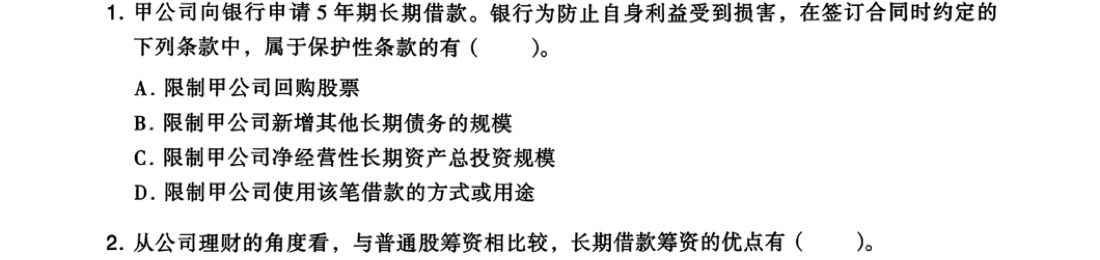 1. 甲公司向银行申请 5 年期长期借款。银行为防止自身利益受到损害，在签订合同时约定的
下列条款中，属于保护性条款的有（　　）。
A. 限制甲公司回购股票
B. 限制甲公司新增其他长期债务的规模
C. 限制甲公司净经营性长期资产总投资规模
D. 限制甲公司使用该笔借款的方式或用途
2. 从公司理财的角度看，与普通股筹资相比较，长期借款筹资的优点有（　　）。